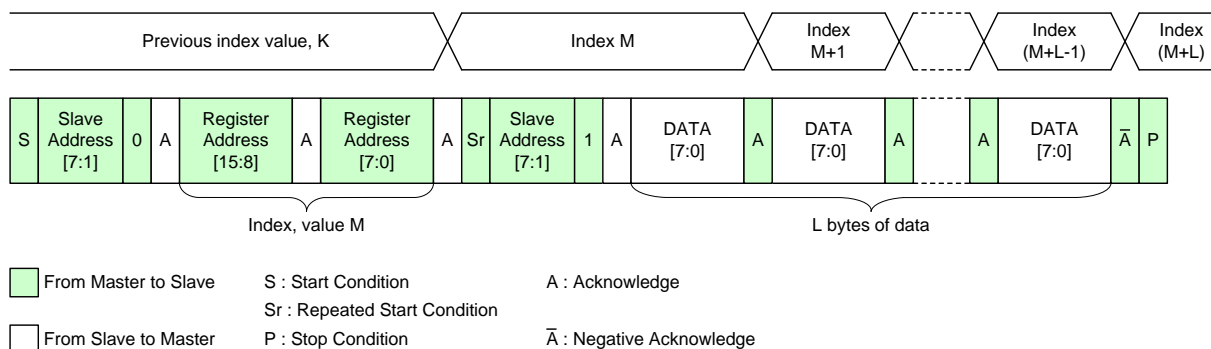 Previous index value, K
Index M
Index
M+1
Index
(M+L-1)
Index
(M+L)
S
Slave
Address
[7:1]
0
A
Register
Address
[15:8]
A
Register
Address
[7:0]
A
Sr
Slave
Address
[7:1]
1
A
DATA
[7:0]
A
DATA
[7:0]
A
A
DATA
[7:0]
A̅
P
Index, value M
L bytes of data
From Master to Slave
S : Start Condition
A : Acknowledge
Sr : Repeated Start Condition
From Slave to Master
P : Stop Condition
A̅ : Negative Acknowledge